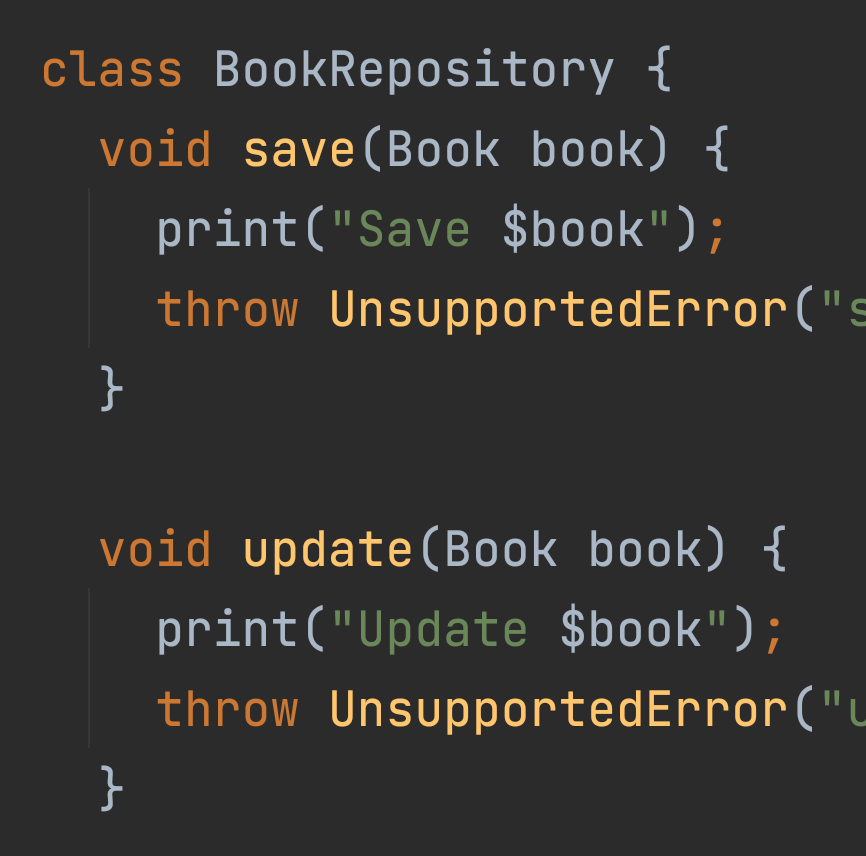 class BookRepository {
  void save(Book book) {
    print("Save $book");
    throw UnsupportedError("s
  }

  void update(Book book) {
    print("Update $book");
    throw UnsupportedError("u
  }